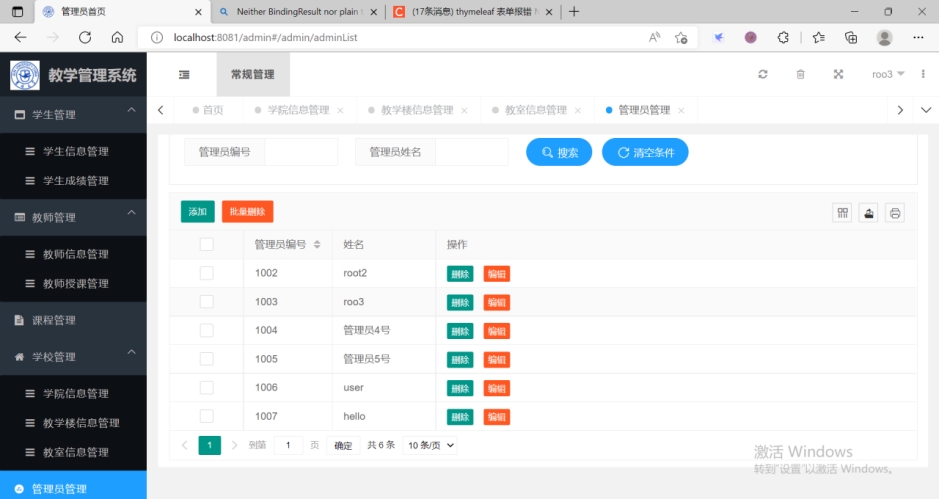 管理员首页
Neither BindingResult nor plain t
(17条消息) thymeleaf 表单报错 N
localhost:8081/admin#/admin/adminList
教学管理系统
常规管理
roo3
学生管理
首页
学院信息管理
教学楼信息管理
教室信息管理
管理员管理
学生信息管理
管理员编号
管理员姓名
搜索
清空条件
学生成绩管理
教师管理
添加
批量删除
教师信息管理
管理员编号
姓名
操作
教师授课管理
1002
root2
删除
编辑
1003
roo3
删除
编辑
课程管理
1004
管理员4号
删除
编辑
学校管理
1005
管理员5号
删除
编辑
学院信息管理
1006
user
删除
编辑
教学楼信息管理
1007
hello
删除
编辑
教室信息管理
1
到第
1
页
确定
共 6 条
10 条/页
管理员管理
激活 Windows
转到“设置”以激活 Windows。